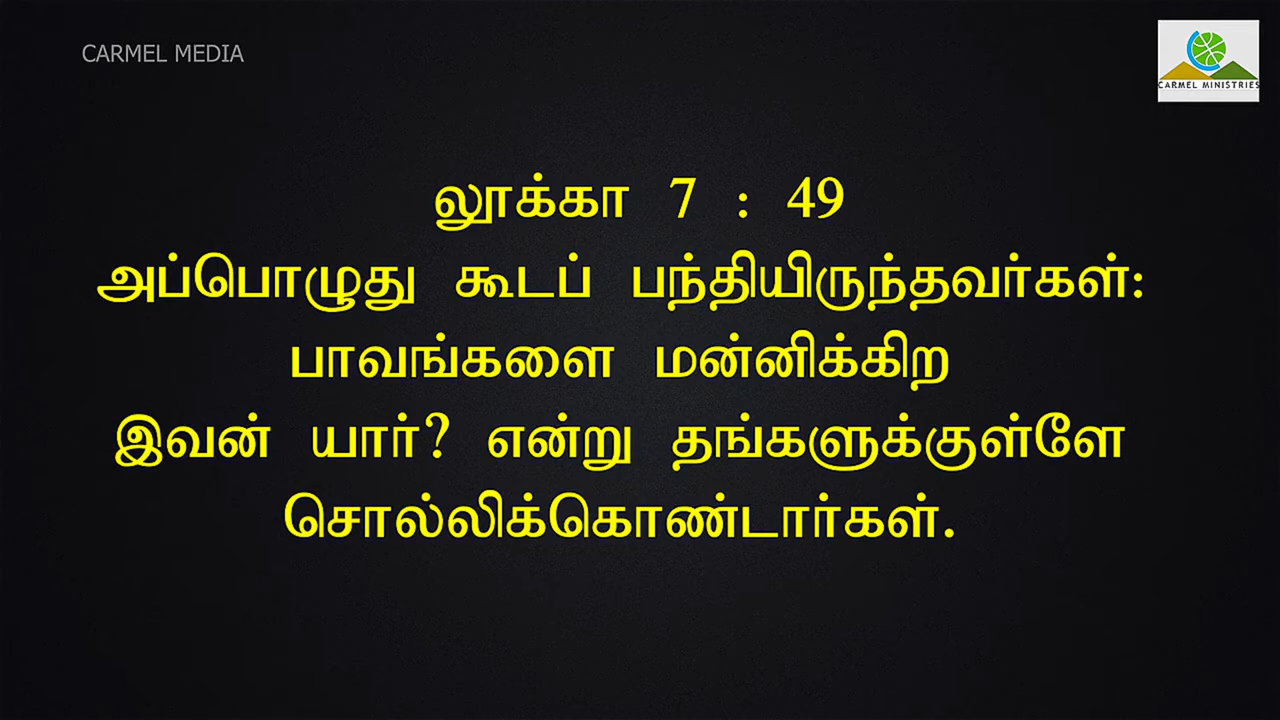 CARMEL MEDIA
CARMEL MINISTRIES
லூக்கா 7 : 49
அப்பொழுது கூடப் பந்தியிருந்தவர்கள்:
பாவங்களை மன்னிக்கிற
இவன் யார்? என்று தங்களுக்குள்ளே
சொல்லிக்கொண்டார்கள்.